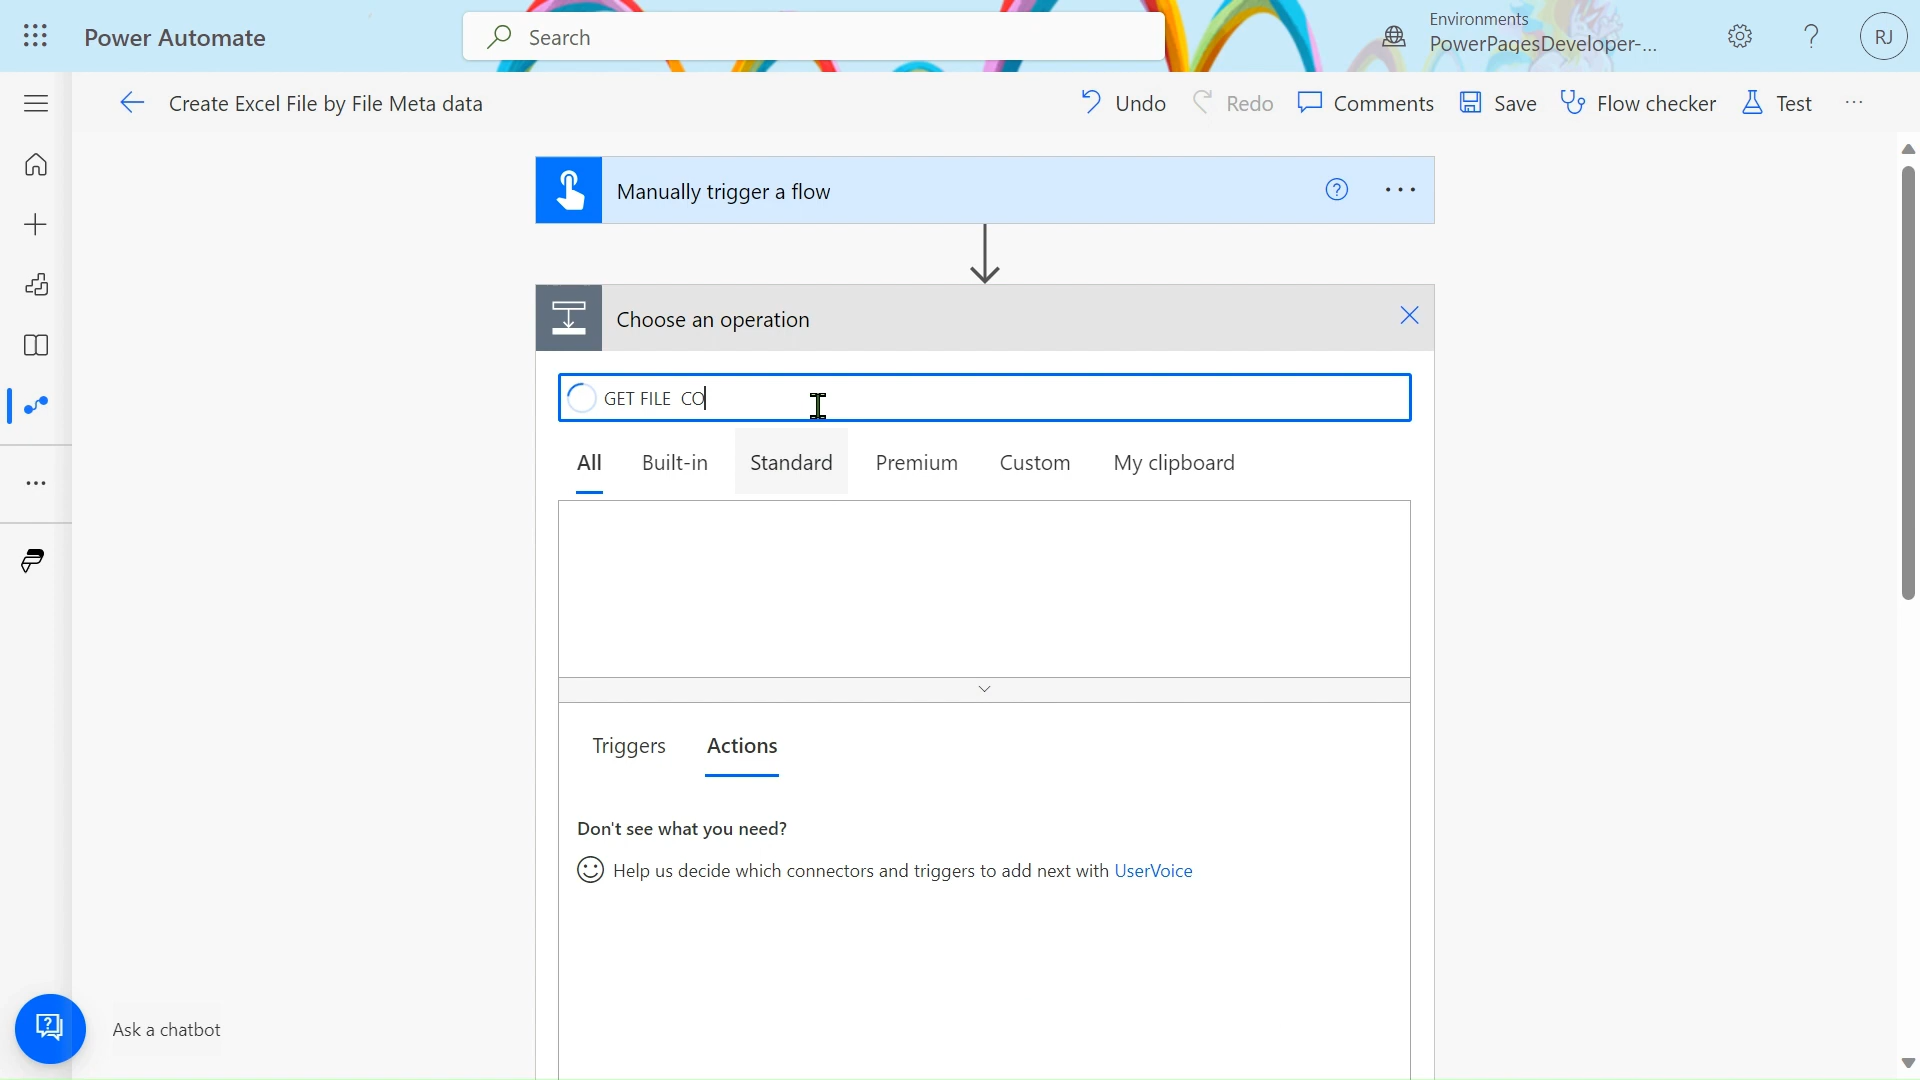 Power Automate
Search
Environments
PowerPagesDeveloper-...
RJ
Create Excel File by File Meta data
Undo
Redo
Comments
Save
Flow checker
Test
Manually trigger a flow
Choose an operation
GET FILE  CO
All
Built-in
Standard
Premium
Custom
My clipboard
Triggers
Actions
Don't see what you need?
Help us decide which connectors and triggers to add next with UserVoice
Ask a chatbot